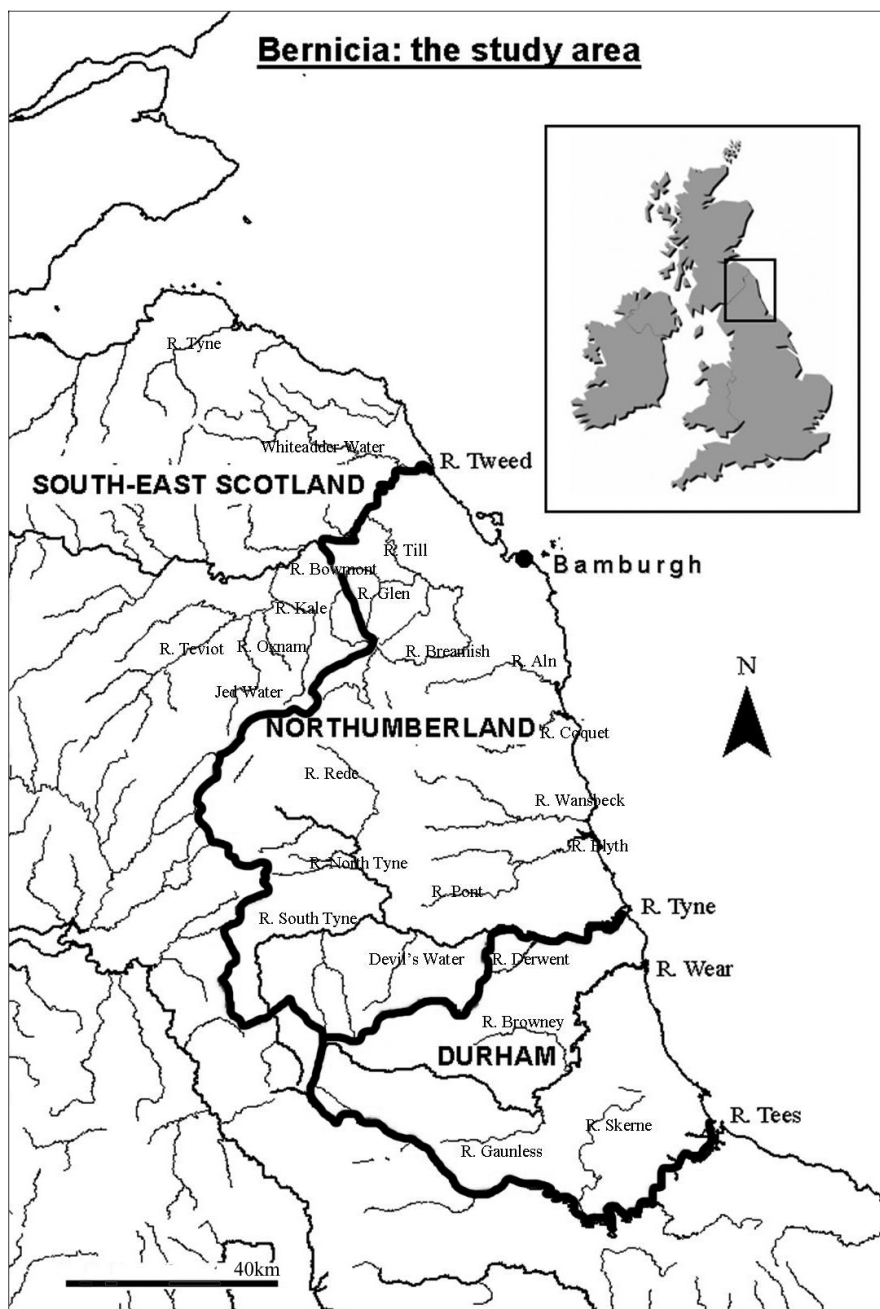 Bernicia: the study area
R. Tyne
Whiteadder Water
R. Tweed
SOUTH-EAST SCOTLAND
R. Till
Bamburgh
R. Bowmont
R. Glen
R. Kale
R. Teviot
R. Oxnam
R. Breamish
R. Aln
Jed Water
N
NORTHUMBERLAND
R. Coquet
R. Rede
R. Wansbeck
R. Blyth
R. North Tyne
R. Pont
R. South Tyne
R. Tyne
Devil's Water
R. Derwent
R. Wear
R. Browney
DURHAM
R. Tees
R. Skerne
R. Gaunless
40km